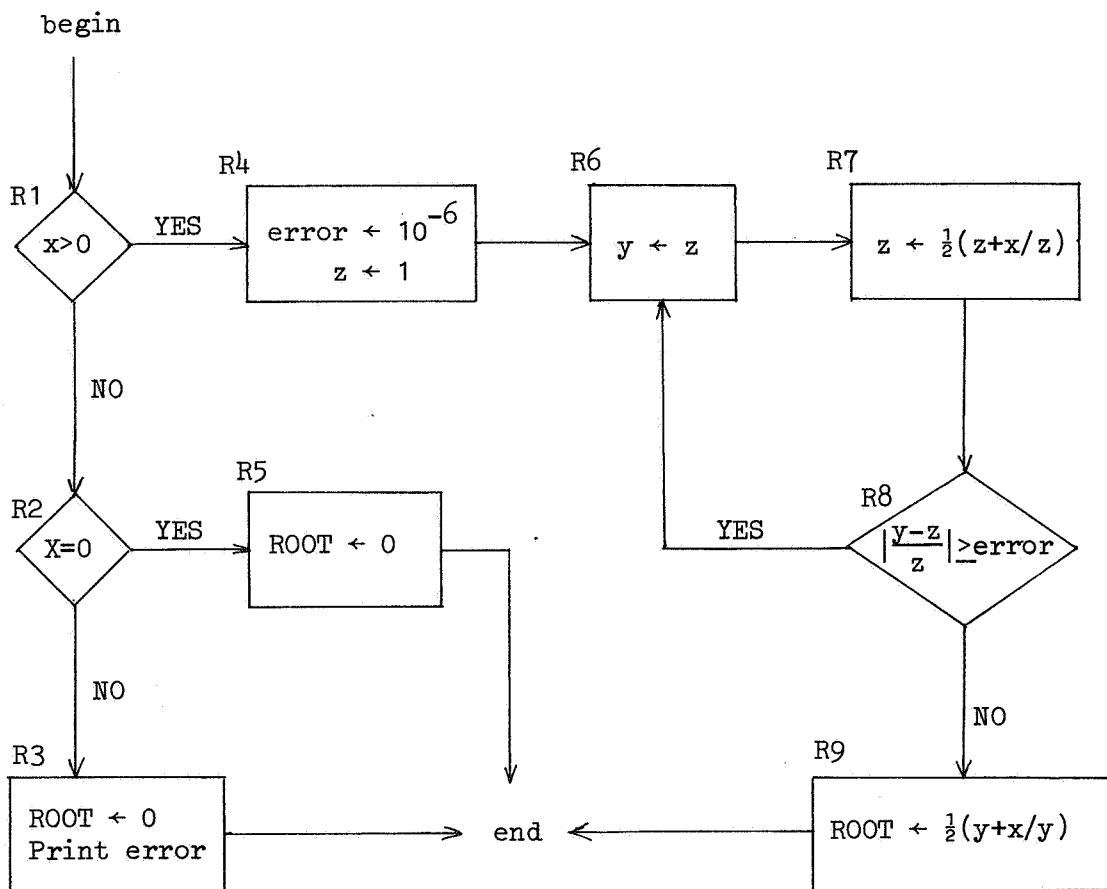 begin
R1
x>0
YES
R4
error ← 10⁻⁶
z ← 1
R6
y ← z
R7
z ← ½(z+x/z)
NO
R2
X=0
YES
R5
ROOT ← 0
R8
|y-z/z|≥error
YES
NO
NO
R3
ROOT ← 0
Print error
end
R9
ROOT ← ½(y+x/y)